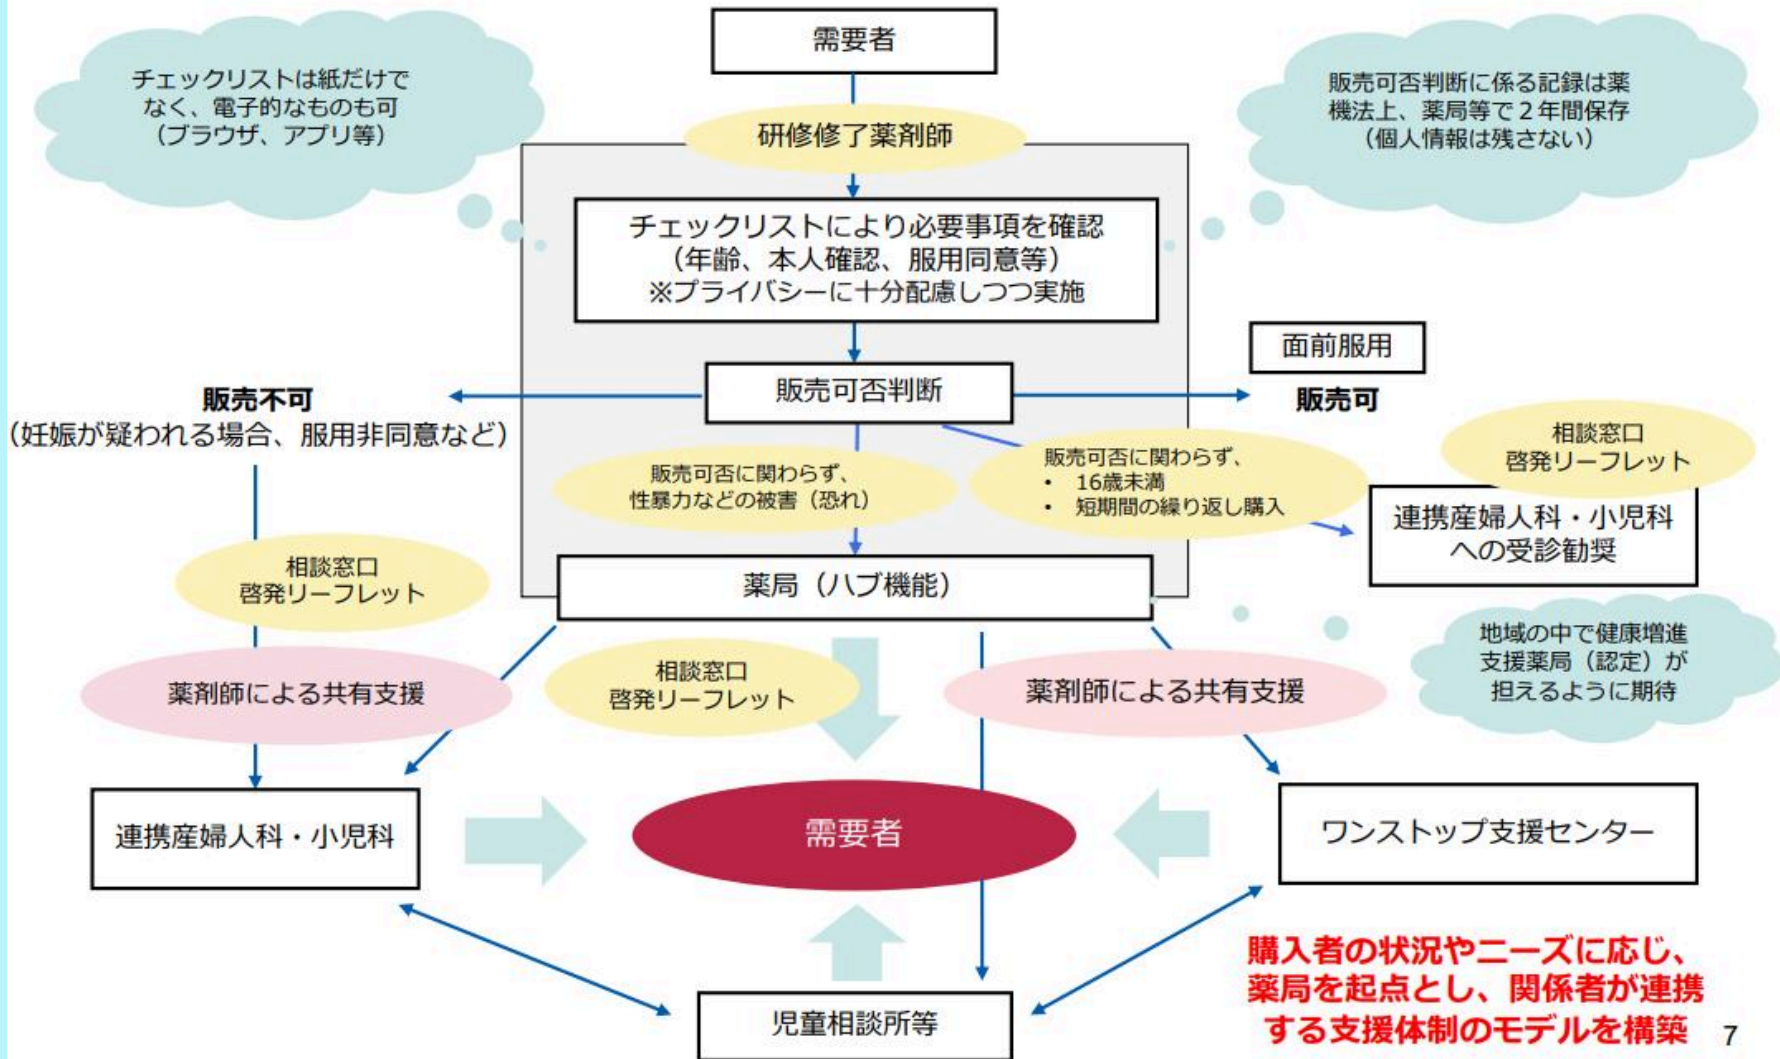 需要者
チェックリストは紙だけで
なく、電子的なものも可
（ブラウザ、アプリ等）
販売可否判断に係る記録は薬
機法上、薬局等で２年間保存
（個人情報は残さない）
研修修了薬剤師
チェックリストにより必要事項を確認
（年齢、本人確認、服用同意等）
※プライバシーに十分配慮しつつ実施
面前服用
販売可否判断
販売不可
（妊娠が疑われる場合、服用非同意など）
販売可
販売可否に関わらず、
性暴力などの被害（恐れ）
販売可否に関わらず、
• 16歳未満
• 短期間の繰り返し購入
相談窓口
啓発リーフレット
連携産婦人科・小児科
への受診勧奨
相談窓口
啓発リーフレット
薬局（ハブ機能）
地域の中で健康増進
支援薬局（認定）が
担えるように期待
薬剤師による共有支援
相談窓口
啓発リーフレット
薬剤師による共有支援
連携産婦人科・小児科
需要者
ワンストップ支援センター
児童相談所等
購入者の状況やニーズに応じ、
薬局を起点とし、関係者が連携
する支援体制のモデルを構築
7